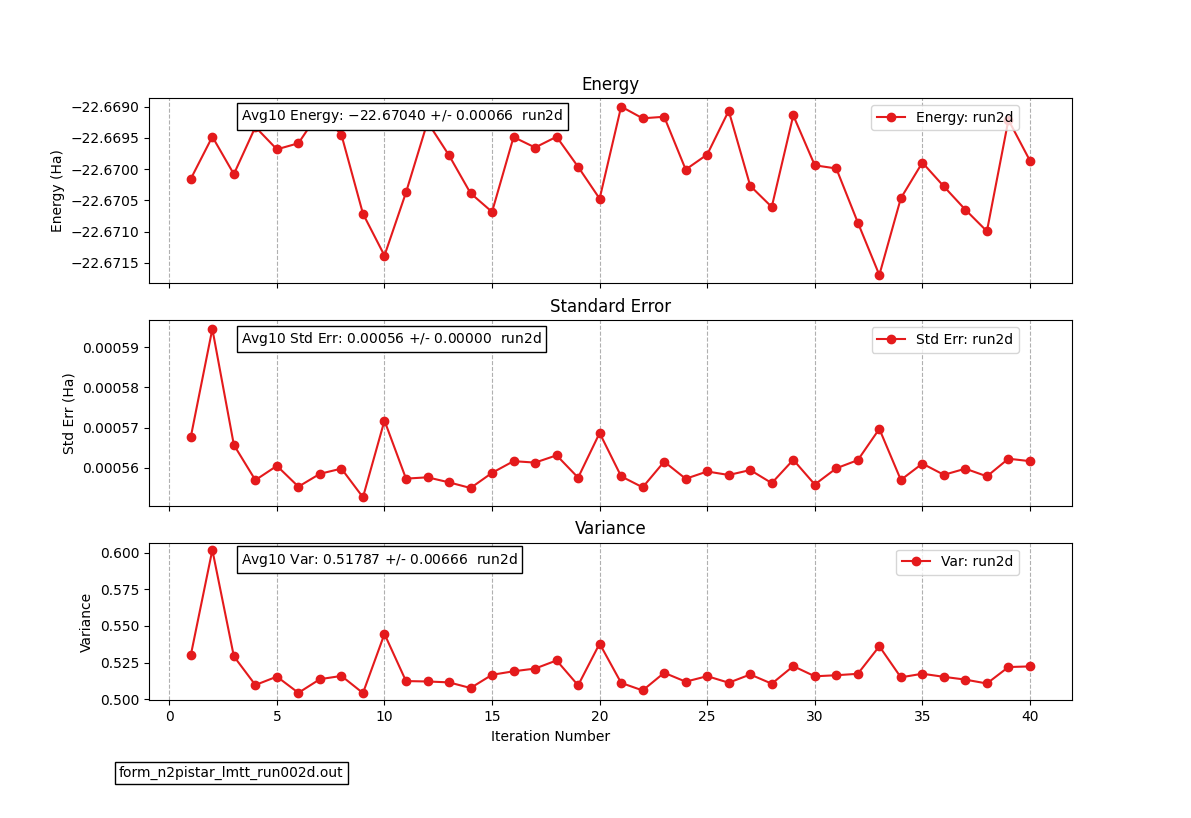 Energy
Energy (Ha)
−22.6690
−22.6695
−22.6700
−22.6705
−22.6710
−22.6715
Avg10 Energy: −22.67040 +/- 0.00066  run2d
Energy: run2d
Standard Error
Std Err (Ha)
0.00059
0.00058
0.00057
0.00056
Avg10 Std Err: 0.00056 +/- 0.00000  run2d
Std Err: run2d
Variance
Variance
0.600
0.575
0.550
0.525
0.500
Avg10 Var: 0.51787 +/- 0.00666  run2d
Var: run2d
0 5 10 15 20 25 30 35 40
Iteration Number
form_n2pistar_lmtt_run002d.out